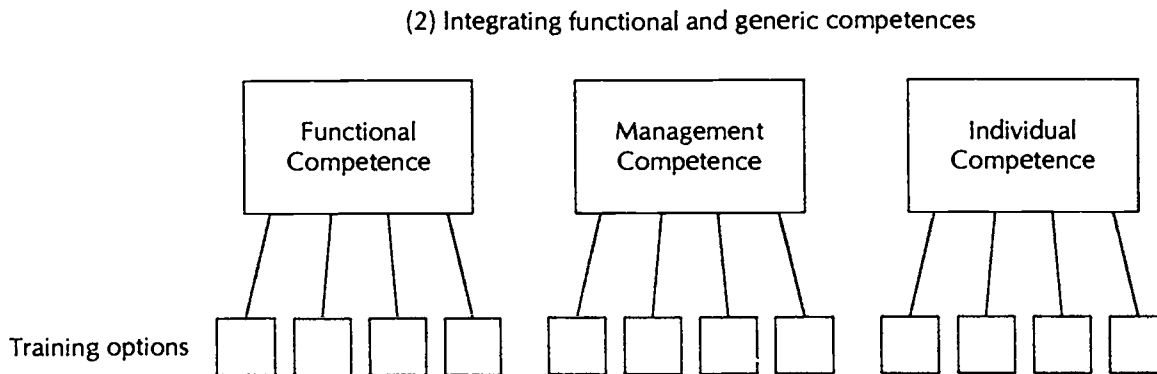 (2) Integrating functional and generic competences
Functional
Competence
Management
Competence
Individual
Competence
Training options